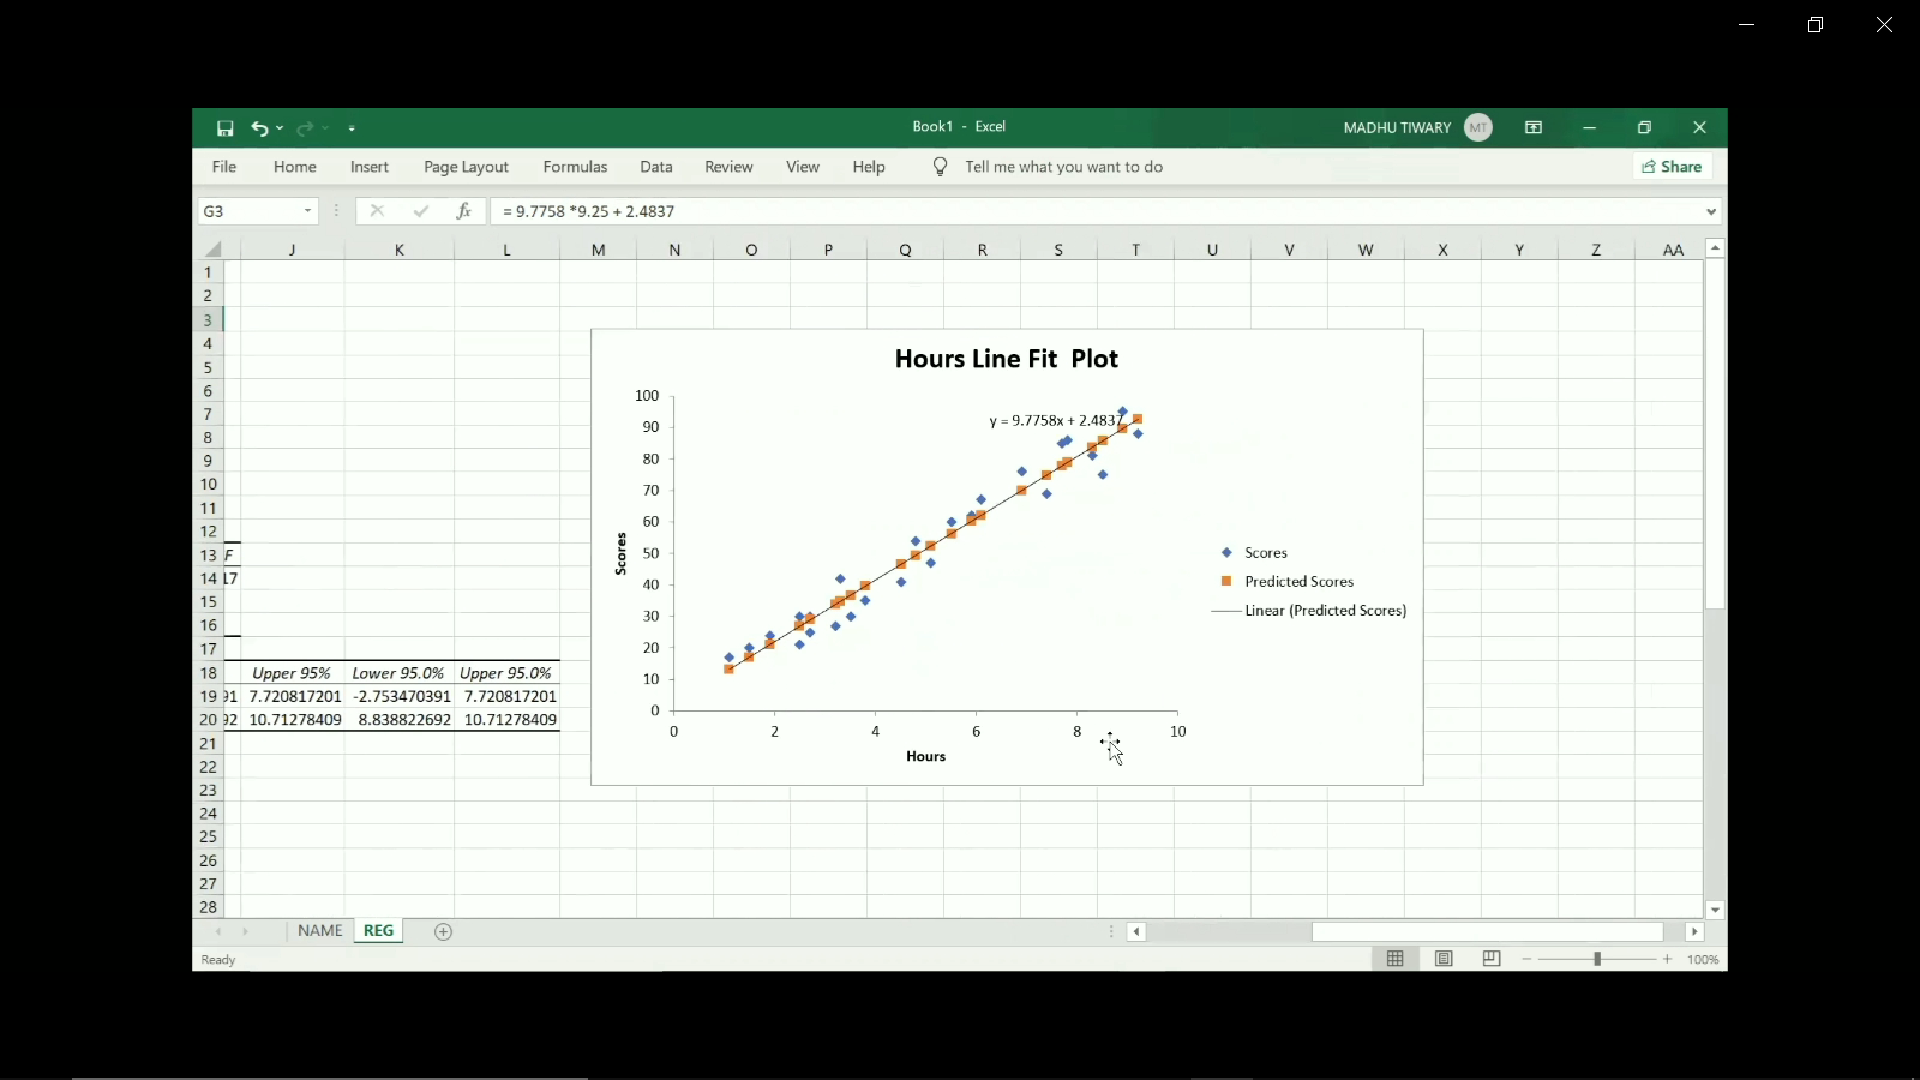 Book1 - Excel
MADHU TIWARY MT
File Home Insert Page Layout Formulas Data Review View Help Tell me what you want to do Share
G3 fx = 9.7758 *9.25 + 2.4837
J K L M N O P Q R S T U V W X Y Z AA
1
2
3
4
5
6
7
8
9
10
11
12
13 F
14 17
15
16
17
18 Upper 95% Lower 95.0% Upper 95.0%
19 91 7.720817201 -2.753470391 7.720817201
20 92 10.71278409 8.838822692 10.71278409
21
22
23
24
25
26
27
28
Hours Line Fit Plot
y = 9.7758x + 2.4837
100
90
80
70
60
50
40
30
20
10
0
0 2 4 6 8 10
Scores
Hours
Scores
Predicted Scores
Linear (Predicted Scores)
NAME REG
Ready 100%